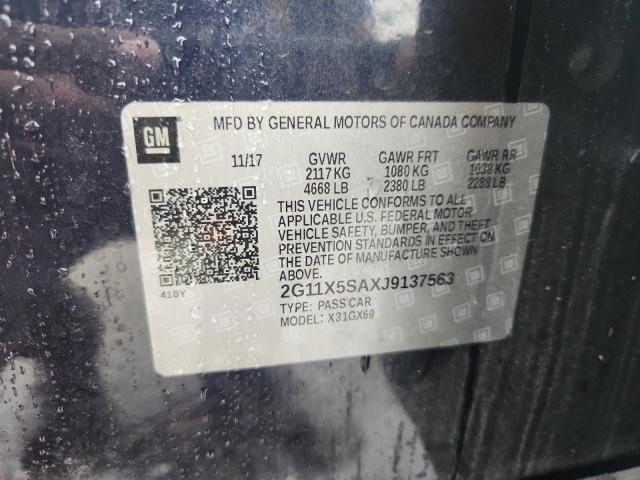 GM
MFD BY GENERAL MOTORS OF CANADA COMPANY
11/17 GVWR GAWR FRT GAWR RR
2117 KG 1080 KG 1038 KG
4668 LB 2380 LB 2288 LB
THIS VEHICLE CONFORMS TO ALL
APPLICABLE U.S. FEDERAL MOTOR
VEHICLE SAFETY, BUMPER, AND THEFT
PREVENTION STANDARDS IN EFFECT ON
THE DATE OF MANUFACTURE SHOWN
ABOVE.
410Y
2G11X5SAXJ9137563
TYPE: PASS CAR
MODEL: X31GX69